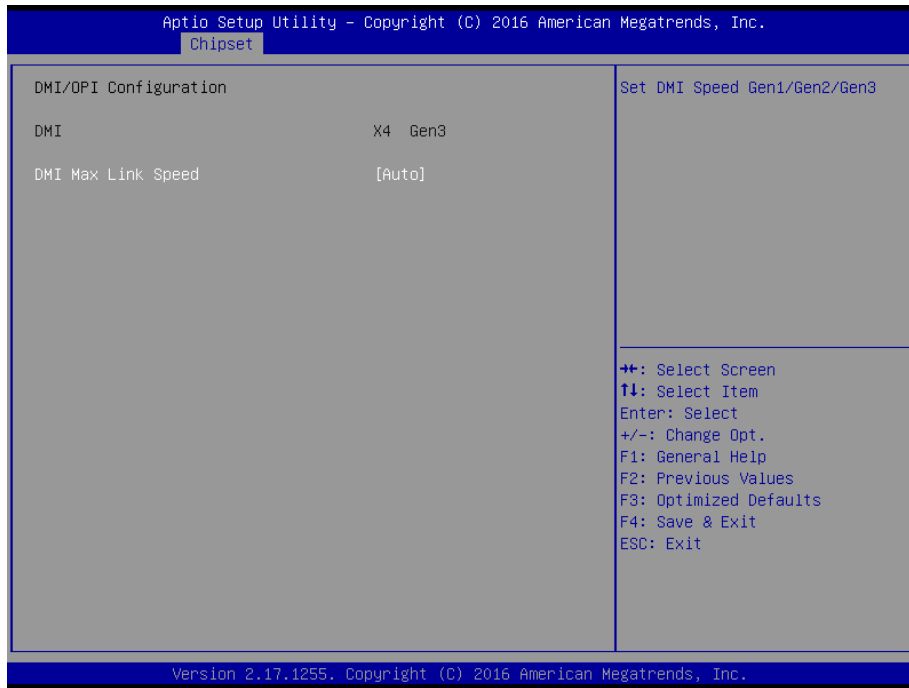 Aptio Setup Utility – Copyright (C) 2016 American Megatrends, Inc.
Chipset
DMI/OPI Configuration
DMI X4 Gen3
DMI Max Link Speed [Auto]
Set DMI Speed Gen1/Gen2/Gen3
→←: Select Screen
↑↓: Select Item
Enter: Select
+/-: Change Opt.
F1: General Help
F2: Previous Values
F3: Optimized Defaults
F4: Save & Exit
ESC: Exit
Version 2.17.1255. Copyright (C) 2016 American Megatrends, Inc.